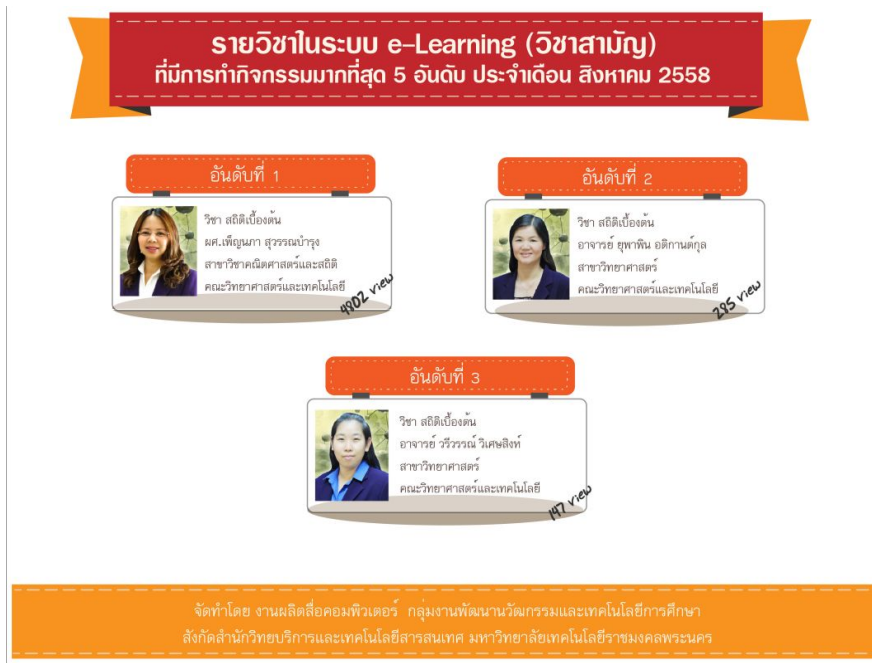 รายวิชาในระบบ e-Learning (วิชาสามัญ)
ที่มีการทำกิจกรรมมากที่สุด 5 อันดับ ประจำเดือน สิงหาคม 2558
อันดับที่ 1
วิชา สถิติเบื้องต้น
ผศ.เพ็ญนภา สุวรรณบำรุง
สาขาวิชาคณิตศาสตร์และสถิติ
คณะวิทยาศาสตร์และเทคโนโลยี
4802 view
อันดับที่ 2
วิชา สถิติเบื้องต้น
อาจารย์ ยุพาพิน อดิกานต์กุล
สาขาวิทยาศาสตร์
คณะวิทยาศาสตร์และเทคโนโลยี
285 view
อันดับที่ 3
วิชา สถิติเบื้องต้น
อาจารย์ วรีวรรณ์ วิเศษสิงห์
สาขาวิทยาศาสตร์
คณะวิทยาศาสตร์และเทคโนโลยี
147 view
จัดทำโดย งานผลิตสื่อคอมพิวเตอร์ กลุ่มงานพัฒนานวัฒกรรมและเทคโนโลยีการศึกษา
สังกัดสำนักวิทยบริการและเทคโนโลยีสารสนเทศ มหาวิทยาลัยเทคโนโลยีราชมงคลพระนคร